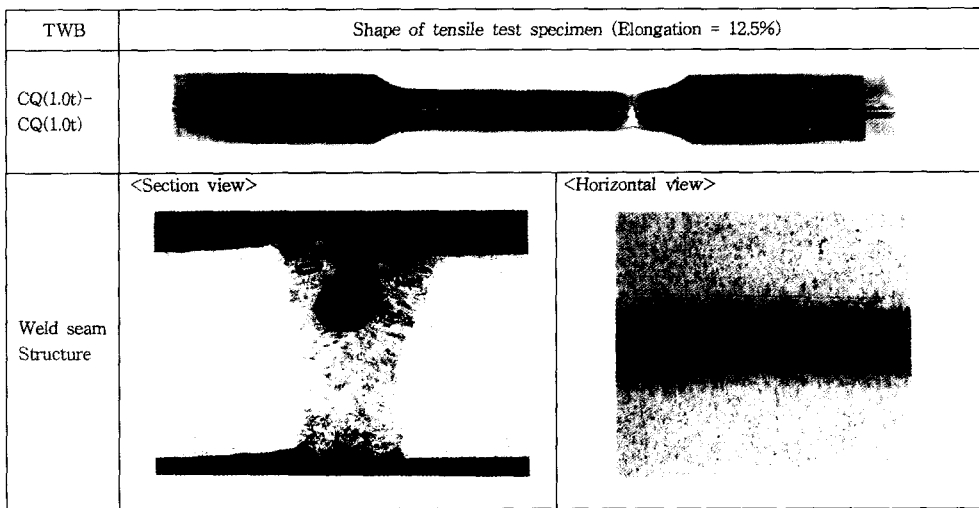 TWB
Shape of tensile test specimen (Elongation = 12.5%)
CQ(1.0t)-
CQ(1.0t)
<Section view>
<Horizontal view>
Weld seam
Structure